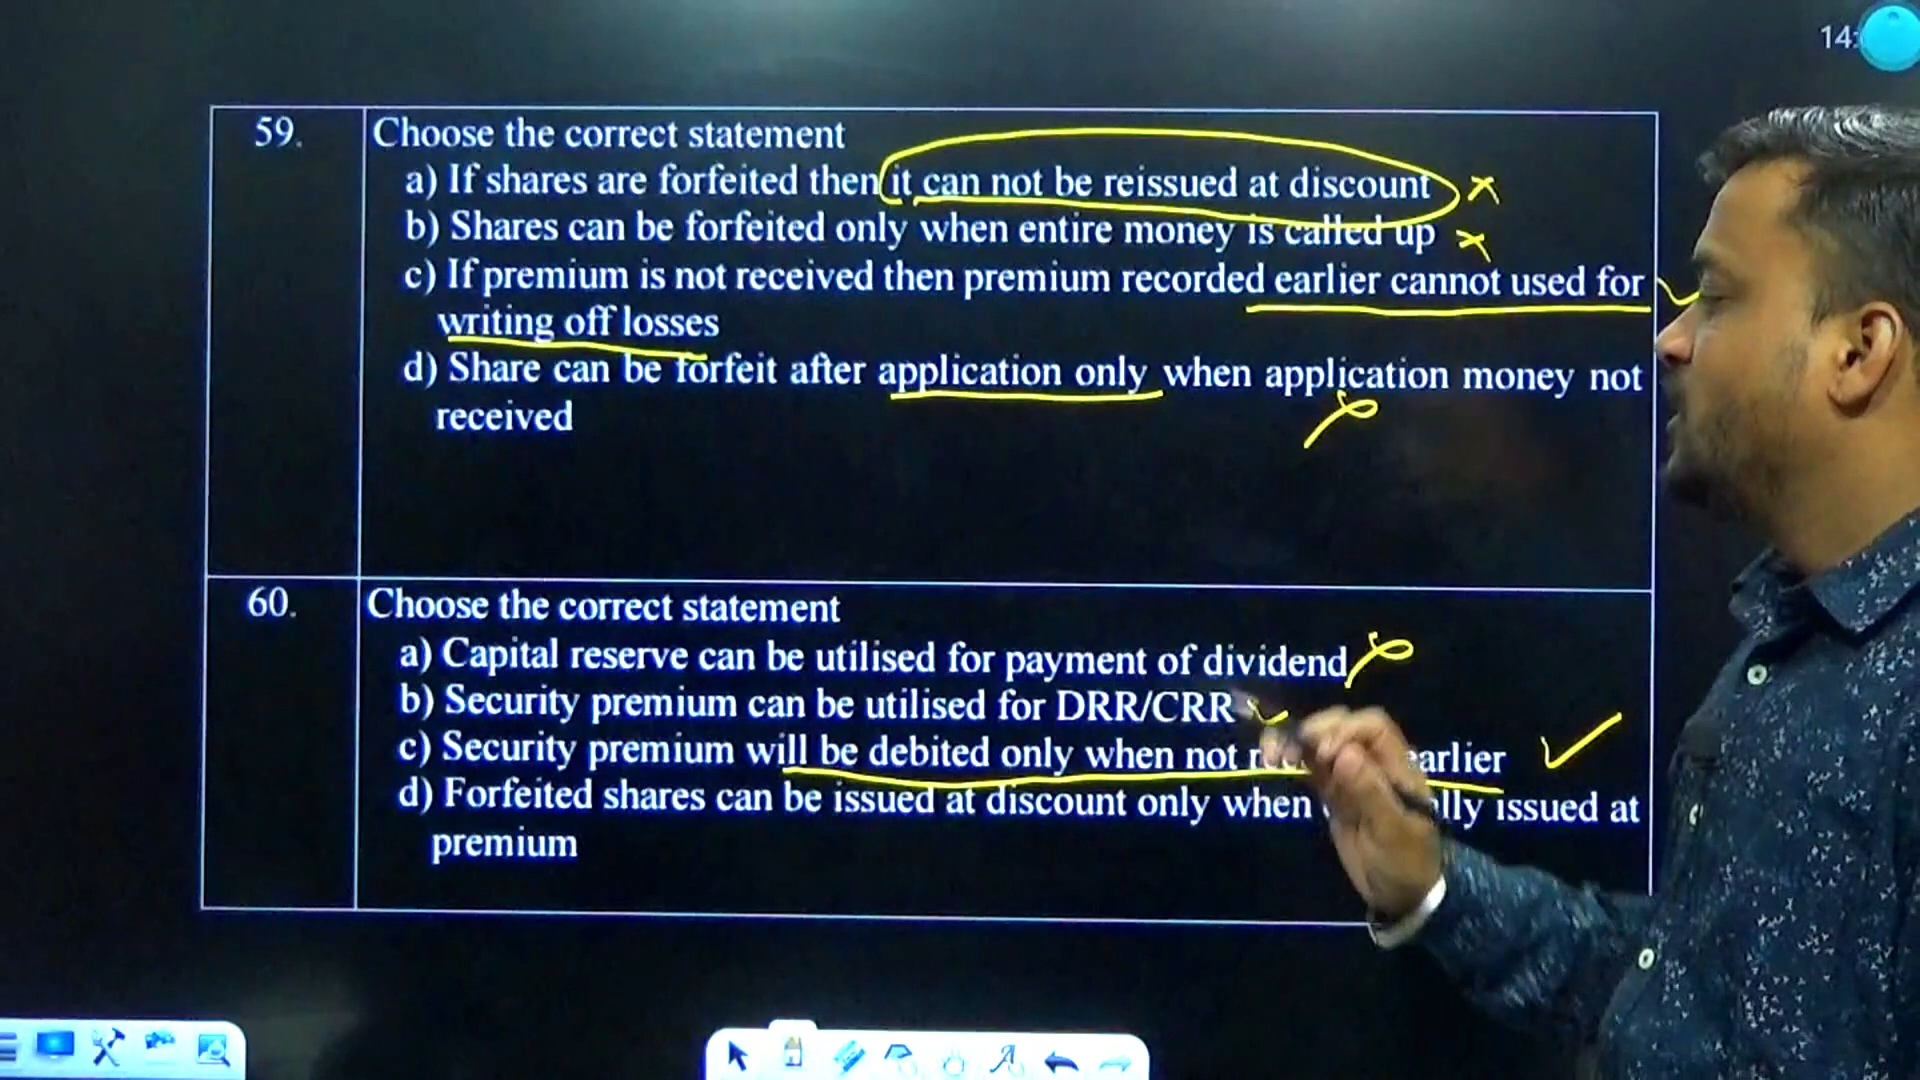 14:
59.
Choose the correct statement
a) If shares are forfeited then it can not be reissued at discount
b) Shares can be forfeited only when entire money is called up
c) If premium is not received then premium recorded earlier cannot used for
writing off losses
d) Share can be forfeit after application only when application money not
received
60.
Choose the correct statement
a) Capital reserve can be utilised for payment of dividend
b) Security premium can be utilised for DRR/CRR
c) Security premium will be debited only when not earlier
d) Forfeited shares can be issued at discount only when issued at
premium